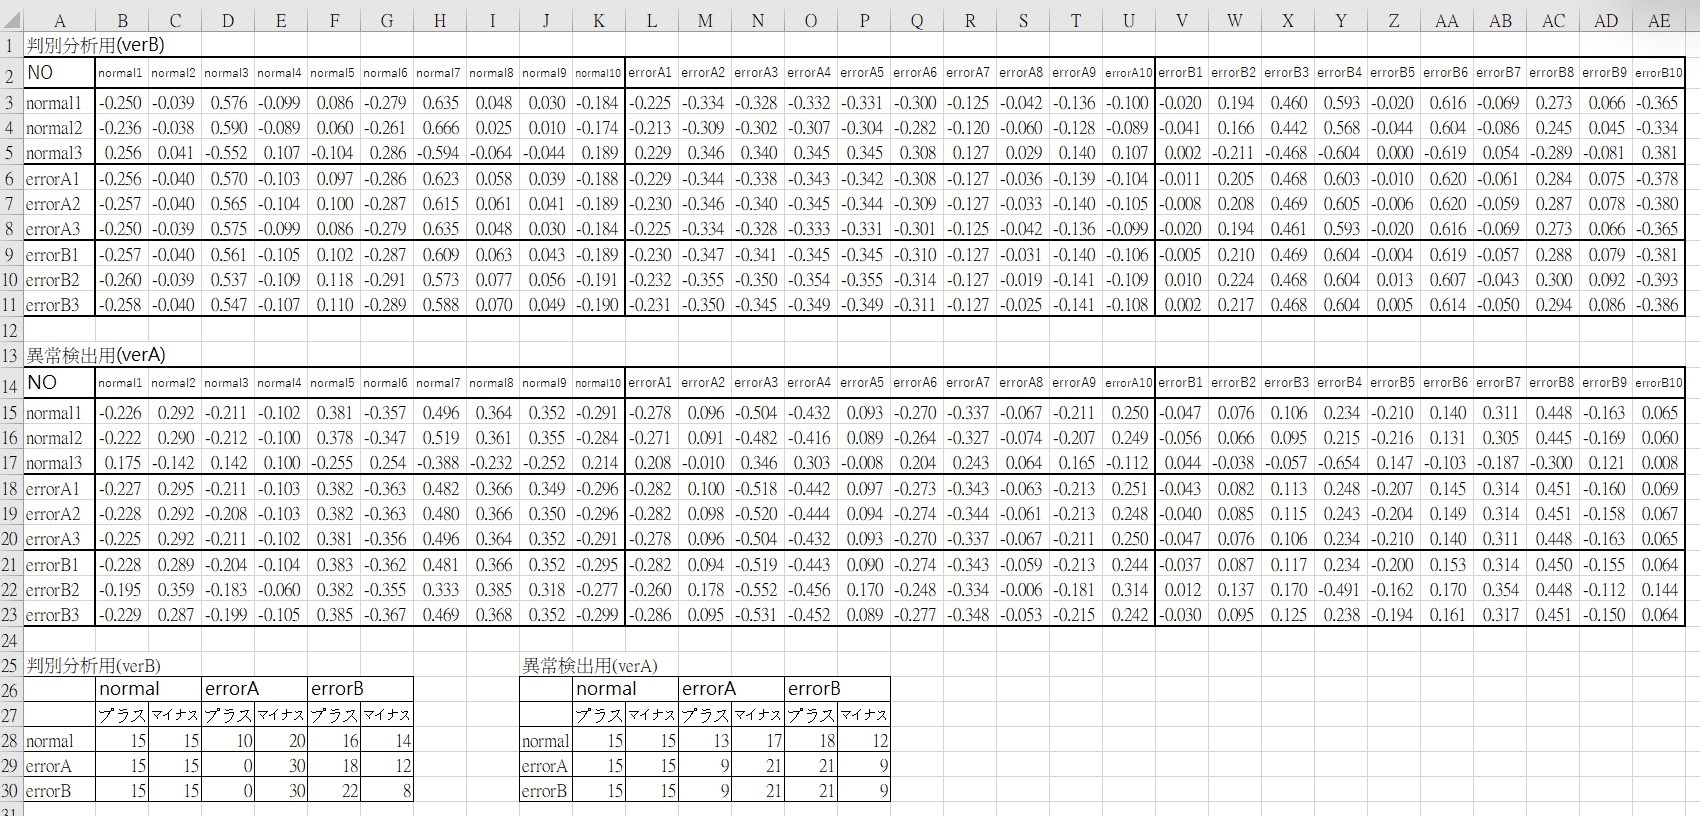 A B C D E F G H I J K L M N O P Q R S T U V W X Y Z AA AB AC AD AE
1 判別分析用(verB)
2 NO normal1 normal2 normal3 normal4 normal5 normal6 normal7 normal8 normal9 normal10 errorA1 errorA2 errorA3 errorA4 errorA5 errorA6 errorA7 errorA8 errorA9 errorA10 errorB1 errorB2 errorB3 errorB4 errorB5 errorB6 errorB7 errorB8 errorB9 errorB10
3 normal1 -0.250 -0.039 0.576 -0.099 0.086 -0.279 0.635 0.048 0.030 -0.184 -0.225 -0.334 -0.328 -0.332 -0.331 -0.300 -0.125 -0.042 -0.136 -0.100 -0.020 0.194 0.460 0.593 -0.020 0.616 -0.069 0.273 0.066 -0.365
4 normal2 -0.236 -0.038 0.590 -0.089 0.060 -0.261 0.666 0.025 0.010 -0.174 -0.213 -0.309 -0.302 -0.307 -0.304 -0.282 -0.120 -0.060 -0.128 -0.089 -0.041 0.166 0.442 0.568 -0.044 0.604 -0.086 0.245 0.045 -0.334
5 normal3 0.256 0.041 -0.552 0.107 -0.104 0.286 -0.594 -0.064 -0.044 0.189 0.229 0.346 0.340 0.345 0.345 0.308 0.127 0.029 0.140 0.107 0.002 -0.211 -0.468 -0.604 0.000 -0.619 0.054 -0.289 -0.081 0.381
6 errorA1 -0.256 -0.040 0.570 -0.103 0.097 -0.286 0.623 0.058 0.039 -0.188 -0.229 -0.344 -0.338 -0.343 -0.342 -0.308 -0.127 -0.036 -0.139 -0.104 -0.011 0.205 0.468 0.603 -0.010 0.620 -0.061 0.284 0.075 -0.378
7 errorA2 -0.257 -0.040 0.565 -0.104 0.100 -0.287 0.615 0.061 0.041 -0.189 -0.230 -0.346 -0.340 -0.345 -0.344 -0.309 -0.127 -0.033 -0.140 -0.105 -0.008 0.208 0.469 0.605 -0.006 0.620 -0.059 0.287 0.078 -0.380
8 errorA3 -0.250 -0.039 0.575 -0.099 0.086 -0.279 0.635 0.048 0.030 -0.184 -0.225 -0.334 -0.328 -0.333 -0.331 -0.301 -0.125 -0.042 -0.136 -0.099 -0.020 0.194 0.461 0.593 -0.020 0.616 -0.069 0.273 0.066 -0.365
9 errorB1 -0.257 -0.040 0.561 -0.105 0.102 -0.287 0.609 0.063 0.043 -0.189 -0.230 -0.347 -0.341 -0.345 -0.345 -0.310 -0.127 -0.031 -0.140 -0.106 -0.005 0.210 0.469 0.604 -0.004 0.619 -0.057 0.288 0.079 -0.381
10 errorB2 -0.260 -0.039 0.537 -0.109 0.118 -0.291 0.573 0.077 0.056 -0.191 -0.232 -0.355 -0.350 -0.354 -0.355 -0.314 -0.127 -0.019 -0.141 -0.109 0.010 0.224 0.468 0.604 0.013 0.607 -0.043 0.300 0.092 -0.393
11 errorB3 -0.258 -0.040 0.547 -0.107 0.110 -0.289 0.588 0.070 0.049 -0.190 -0.231 -0.350 -0.345 -0.349 -0.349 -0.311 -0.127 -0.025 -0.141 -0.108 0.002 0.217 0.468 0.604 0.005 0.614 -0.050 0.294 0.086 -0.386
12
13 異常検出用(verA)
14 NO normal1 normal2 normal3 normal4 normal5 normal6 normal7 normal8 normal9 normal10 errorA1 errorA2 errorA3 errorA4 errorA5 errorA6 errorA7 errorA8 errorA9 errorA10 errorB1 errorB2 errorB3 errorB4 errorB5 errorB6 errorB7 errorB8 errorB9 errorB10
15 normal1 -0.226 0.292 -0.211 -0.102 0.381 -0.357 0.496 0.364 0.352 -0.291 -0.278 0.096 -0.504 -0.432 0.093 -0.270 -0.337 -0.067 -0.211 0.250 -0.047 0.076 0.106 0.234 -0.210 0.140 0.311 0.448 -0.163 0.065
16 normal2 -0.222 0.290 -0.212 -0.100 0.378 -0.347 0.519 0.361 0.355 -0.284 -0.271 0.091 -0.482 -0.416 0.089 -0.264 -0.327 -0.074 -0.207 0.249 -0.056 0.066 0.095 0.215 -0.216 0.131 0.305 0.445 -0.169 0.060
17 normal3 0.175 -0.142 0.142 0.100 -0.255 0.254 -0.388 -0.232 -0.252 0.214 0.208 -0.010 0.346 0.303 -0.008 0.204 0.243 0.064 0.165 -0.112 0.044 -0.038 -0.057 -0.654 0.147 -0.103 -0.187 -0.300 0.121 0.008
18 errorA1 -0.227 0.295 -0.211 -0.103 0.382 -0.363 0.482 0.366 0.349 -0.296 -0.282 0.100 -0.518 -0.442 0.097 -0.273 -0.343 -0.063 -0.213 0.251 -0.043 0.082 0.113 0.248 -0.207 0.145 0.314 0.451 -0.160 0.069
19 errorA2 -0.228 0.292 -0.208 -0.103 0.382 -0.363 0.480 0.366 0.350 -0.296 -0.282 0.098 -0.520 -0.444 0.094 -0.274 -0.344 -0.061 -0.213 0.248 -0.040 0.085 0.115 0.243 -0.204 0.149 0.314 0.451 -0.158 0.067
20 errorA3 -0.225 0.292 -0.211 -0.102 0.381 -0.356 0.496 0.364 0.352 -0.291 -0.278 0.096 -0.504 -0.432 0.093 -0.270 -0.337 -0.067 -0.211 0.250 -0.047 0.076 0.106 0.234 -0.210 0.140 0.311 0.448 -0.163 0.065
21 errorB1 -0.228 0.289 -0.204 -0.104 0.383 -0.362 0.481 0.366 0.352 -0.295 -0.282 0.094 -0.519 -0.443 0.090 -0.274 -0.343 -0.059 -0.213 0.244 -0.037 0.087 0.117 0.234 -0.200 0.153 0.314 0.450 -0.155 0.064
22 errorB2 -0.195 0.359 -0.183 -0.060 0.382 -0.355 0.333 0.385 0.318 -0.277 -0.260 0.178 -0.552 -0.456 0.170 -0.248 -0.334 -0.006 -0.181 0.314 0.012 0.137 0.170 -0.491 -0.162 0.170 0.354 0.448 -0.112 0.144
23 errorB3 -0.229 0.287 -0.199 -0.105 0.385 -0.367 0.469 0.368 0.352 -0.299 -0.286 0.095 -0.531 -0.452 0.089 -0.277 -0.348 -0.053 -0.215 0.242 -0.030 0.095 0.125 0.238 -0.194 0.161 0.317 0.451 -0.150 0.064
24
25 判別分析用(verB) 異常検出用(verA)
26 normal errorA errorB normal errorA errorB
27 プラス マイナス プラス マイナス プラス マイナス プラス マイナス プラス マイナス プラス マイナス
28 normal 15 15 10 20 16 14 normal 15 15 13 17 18 12
29 errorA 15 15 0 30 18 12 errorA 15 15 9 21 21 9
30 errorB 15 15 0 30 22 8 errorB 15 15 9 21 21 9
31